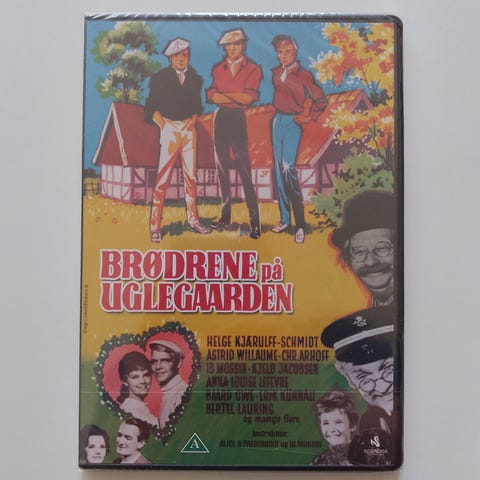 BRØDRENE på
UGLEGAARDEN
HELGE KJÆRULFF-SCHMIDT
ASTRID WILLAUME - CHR. ARHOFF
IB MOSSIN - KJELD JACOBSEN
ANNA LOUISE LEFEVRE
BAARD OWE - ERIK KÜHNAU
BERTEL LAURING
og mange flere
Instruktion:
ALICE O'FREDERICKS og IB MOSSIN
A
scanbox